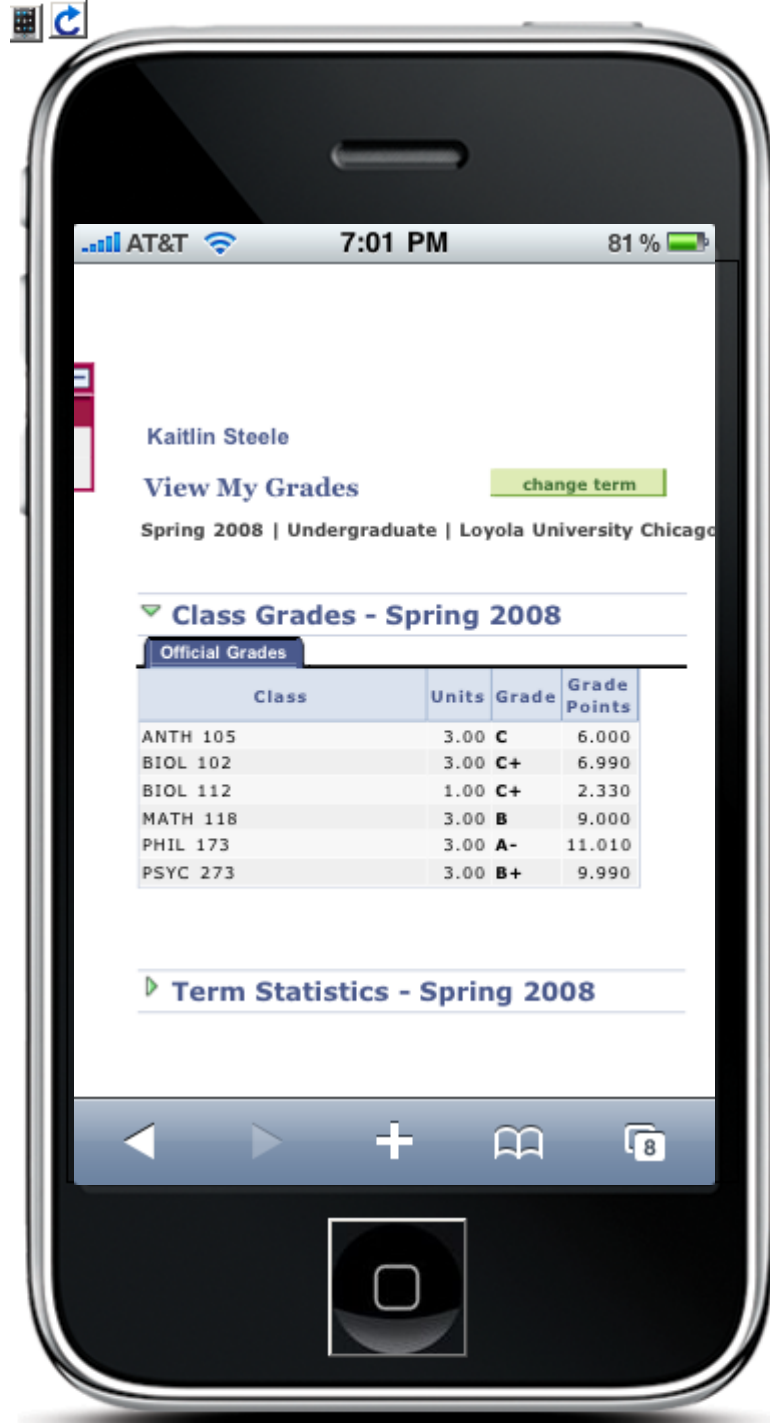 AT&T 7:01 PM 81 %
Kaitlin Steele
View My Grades change term
Spring 2008 | Undergraduate | Loyola University Chicago
Class Grades - Spring 2008
Official Grades
Class Units Grade Grade Points
ANTH 105 3.00 C 6.000
BIOL 102 3.00 C+ 6.990
BIOL 112 1.00 C+ 2.330
MATH 118 3.00 B 9.000
PHIL 173 3.00 A- 11.010
PSYC 273 3.00 B+ 9.990
Term Statistics - Spring 2008
8